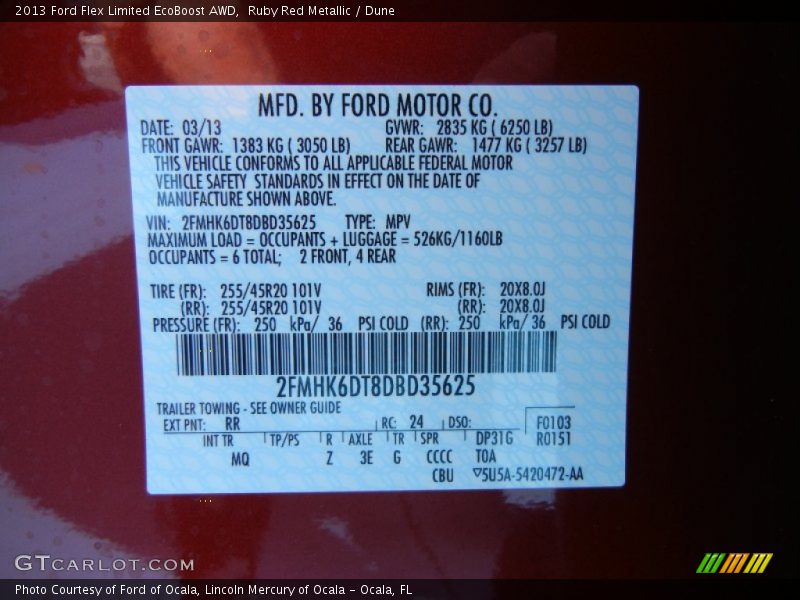 2013 Ford Flex Limited EcoBoost AWD,  Ruby Red Metallic / Dune
MFD. BY FORD MOTOR CO.
DATE: 03/13 GVWR: 2835 KG ( 6250 LB)
FRONT GAWR: 1383 KG ( 3050 LB) REAR GAWR: 1477 KG ( 3257 LB)
THIS VEHICLE CONFORMS TO ALL APPLICABLE FEDERAL MOTOR
VEHICLE SAFETY STANDARDS IN EFFECT ON THE DATE OF
MANUFACTURE SHOWN ABOVE.
VIN: 2FMHK6DT8DBD35625 TYPE: MPV
MAXIMUM LOAD = OCCUPANTS + LUGGAGE = 526KG/1160LB
OCCUPANTS = 6 TOTAL; 2 FRONT, 4 REAR
TIRE (FR): 255/45R20 101V RIMS (FR): 20X8.0J
(RR): 255/45R20 101V (RR): 20X8.0J
PRESSURE (FR): 250 kPa/ 36 PSI COLD (RR): 250 kPa/ 36 PSI COLD
2FMHK6DT8DBD35625
TRAILER TOWING - SEE OWNER GUIDE
EXT PNT: RR RC: 24 DSO: F0103
INT TR TP/PS R AXLE TR SPR DP31G R0151
MQ Z 3E G CCCC T0A
CBU ▽5U5A-5420472-AA
GTCARLOT.COM
Photo Courtesy of Ford of Ocala, Lincoln Mercury of Ocala - Ocala, FL